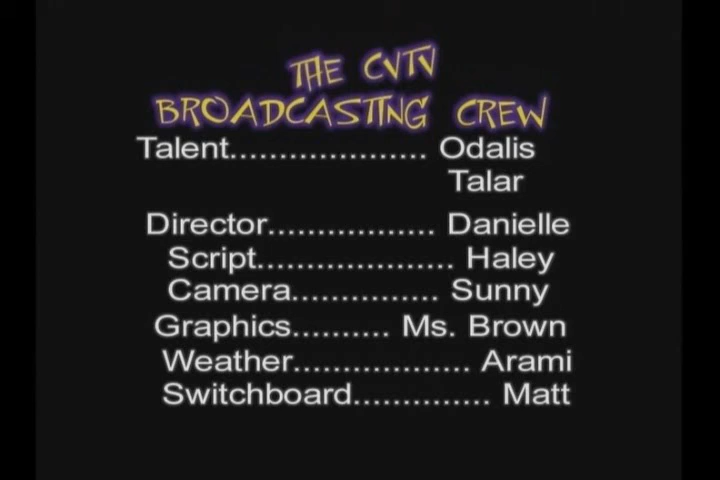 THE CVTV
BROADCASTING CREW
Talent.................... Odalis
Talar
Director................. Danielle
Script.................... Haley
Camera............... Sunny
Graphics.......... Ms. Brown
Weather.................. Arami
Switchboard.............. Matt